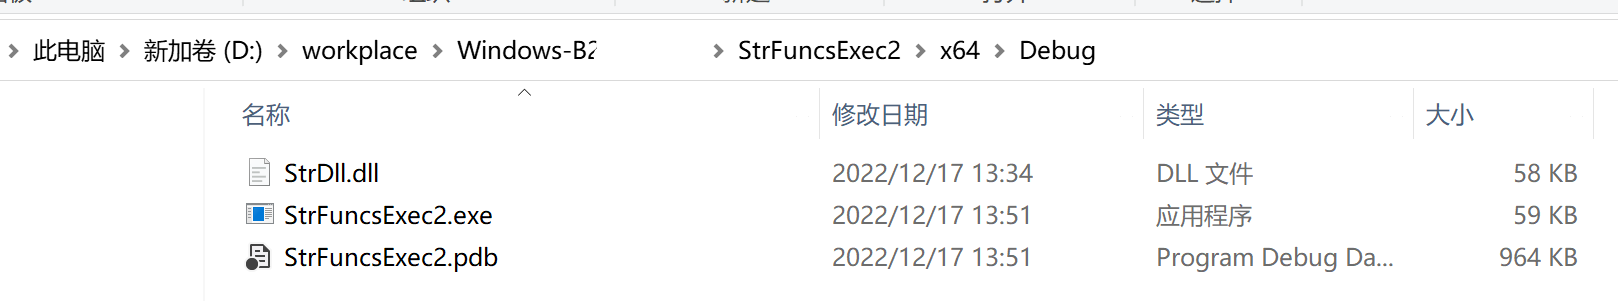 此电脑 > 新加卷 (D:) > workplace > Windows-B > StrFuncsExec2 > x64 > Debug
名称 修改日期 类型 大小
StrDll.dll 2022/12/17 13:34 DLL 文件 58 KB
StrFuncsExec2.exe 2022/12/17 13:51 应用程序 59 KB
StrFuncsExec2.pdb 2022/12/17 13:51 Program Debug Da... 964 KB